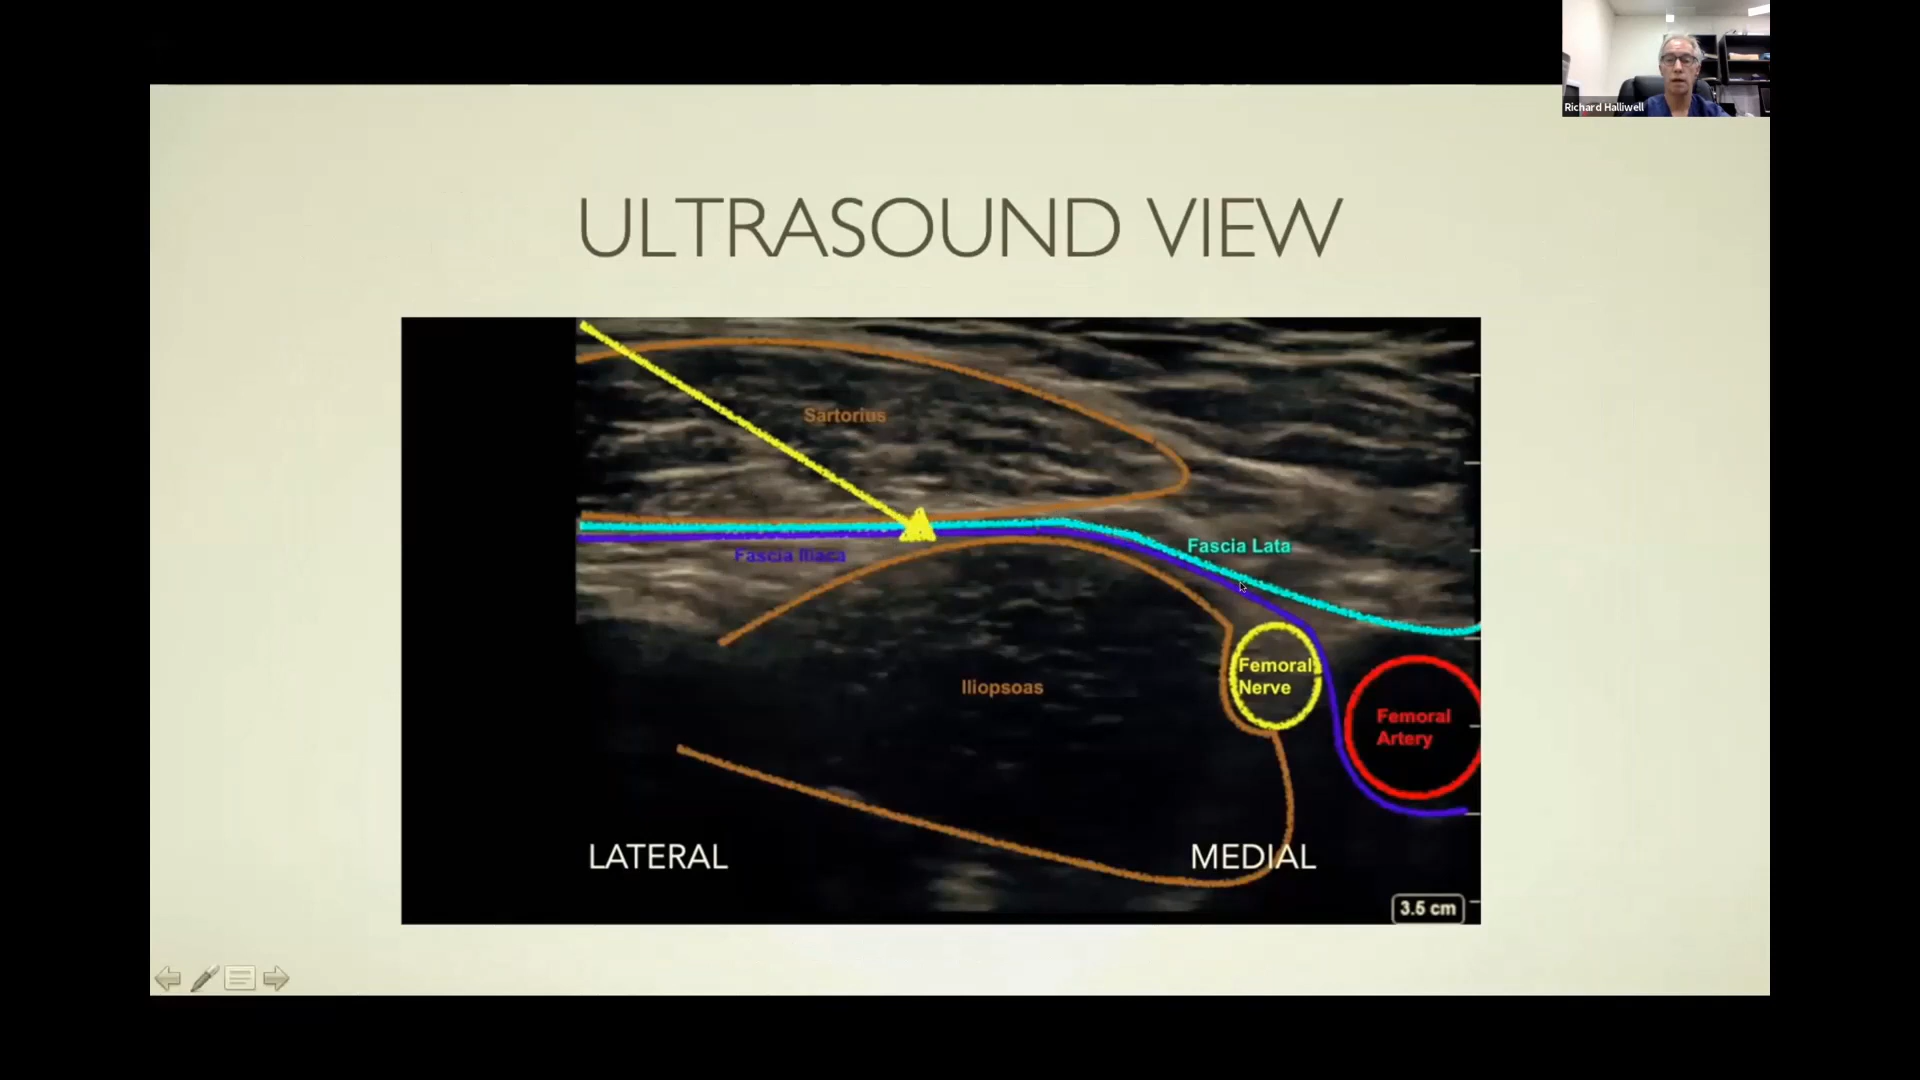 Richard Halliwell
ULTRASOUND VIEW
Sartorius
Fascia Iliaca
Fascia Lata
Femoral
Nerve
Iliopsoas
Femoral
Artery
LATERAL
MEDIAL
3.5 cm